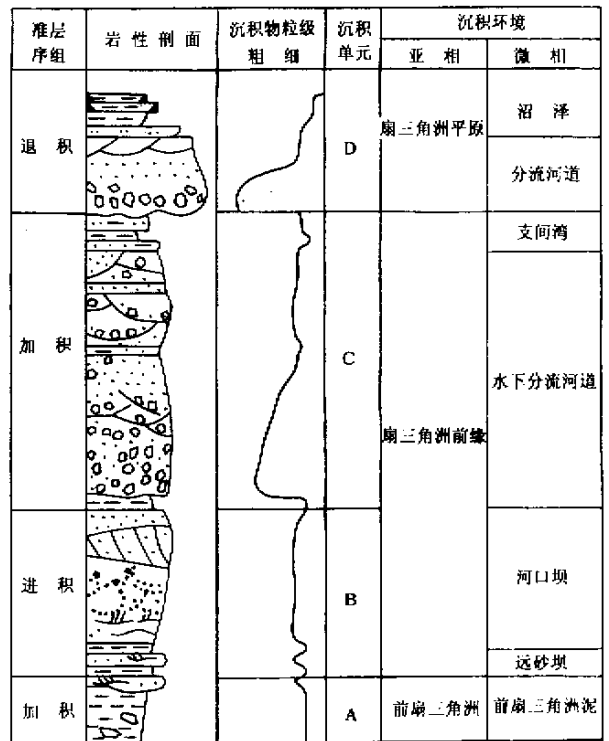 准层序组
岩性剖面
沉积物粒级
粗 细
沉积单元
沉积环境
亚 相
微 相
退 积
D
扇三角洲平原
沼 泽
分流河道
加 积
C
扇三角洲前缘
支间湾
水下分流河道
进 积
B
河口坝
远砂坝
加 积
A
前扇三角洲
前扇三角洲泥